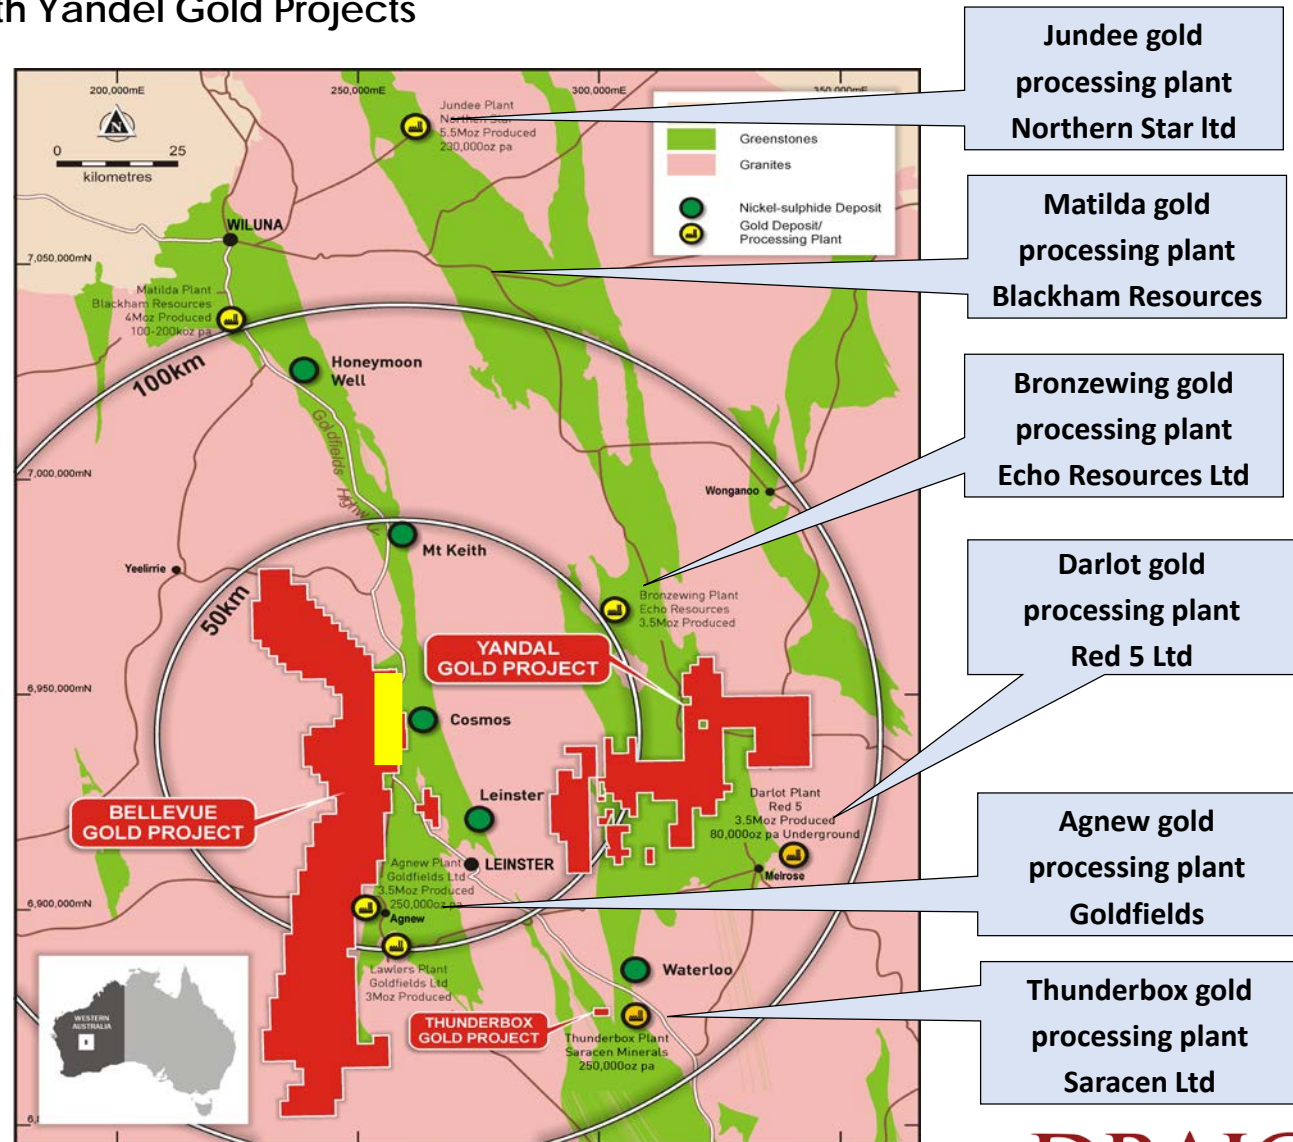 th Yandel Gold Projects
Jundee gold
processing plant
Northern Star ltd
Matilda gold
processing plant
Blackham Resources
Bronzewing gold
processing plant
Echo Resources Ltd
Darlot gold
processing plant
Red 5 Ltd
Agnew gold
processing plant
Goldfields
Thunderbox gold
processing plant
Saracen Ltd
200,000mE
250,000mE
300,000mE
350,000mE
N
0 25
kilometres
Jundee Plant
Northern Star
5.5Moz Produced
230,000oz pa
Greenstones
Granites
Nickel-sulphide Deposit
Gold Deposit/
Processing Plant
WILUNA
7,050,000mN
Matilda Plant
Blackham Resources
4Moz Produced
100-200koz pa
100km
Honeymoon
Well
Goldfields Highway
7,000,000mN
Wonganoo
Mt Keith
Yeelirrie
50km
Bronzewing Plant
Echo Resources
3.5Moz Produced
YANDAL
GOLD PROJECT
6,950,000mN
Cosmos
BELLEVUE
GOLD PROJECT
Leinster
Darlot Plant
Red 5
3.5Moz Produced
80,000oz pa Underground
Melrose
LEINSTER
Agnew Plant
Goldfields Ltd
3.5Moz Produced
250,000oz pa
Agnew
6,900,000mN
Lawlers Plant
Goldfields Ltd
3Moz Produced
Waterloo
THUNDERBOX
GOLD PROJECT
Thunderbox Plant
Saracen Minerals
250,000oz pa
WESTERN
AUSTRALIA